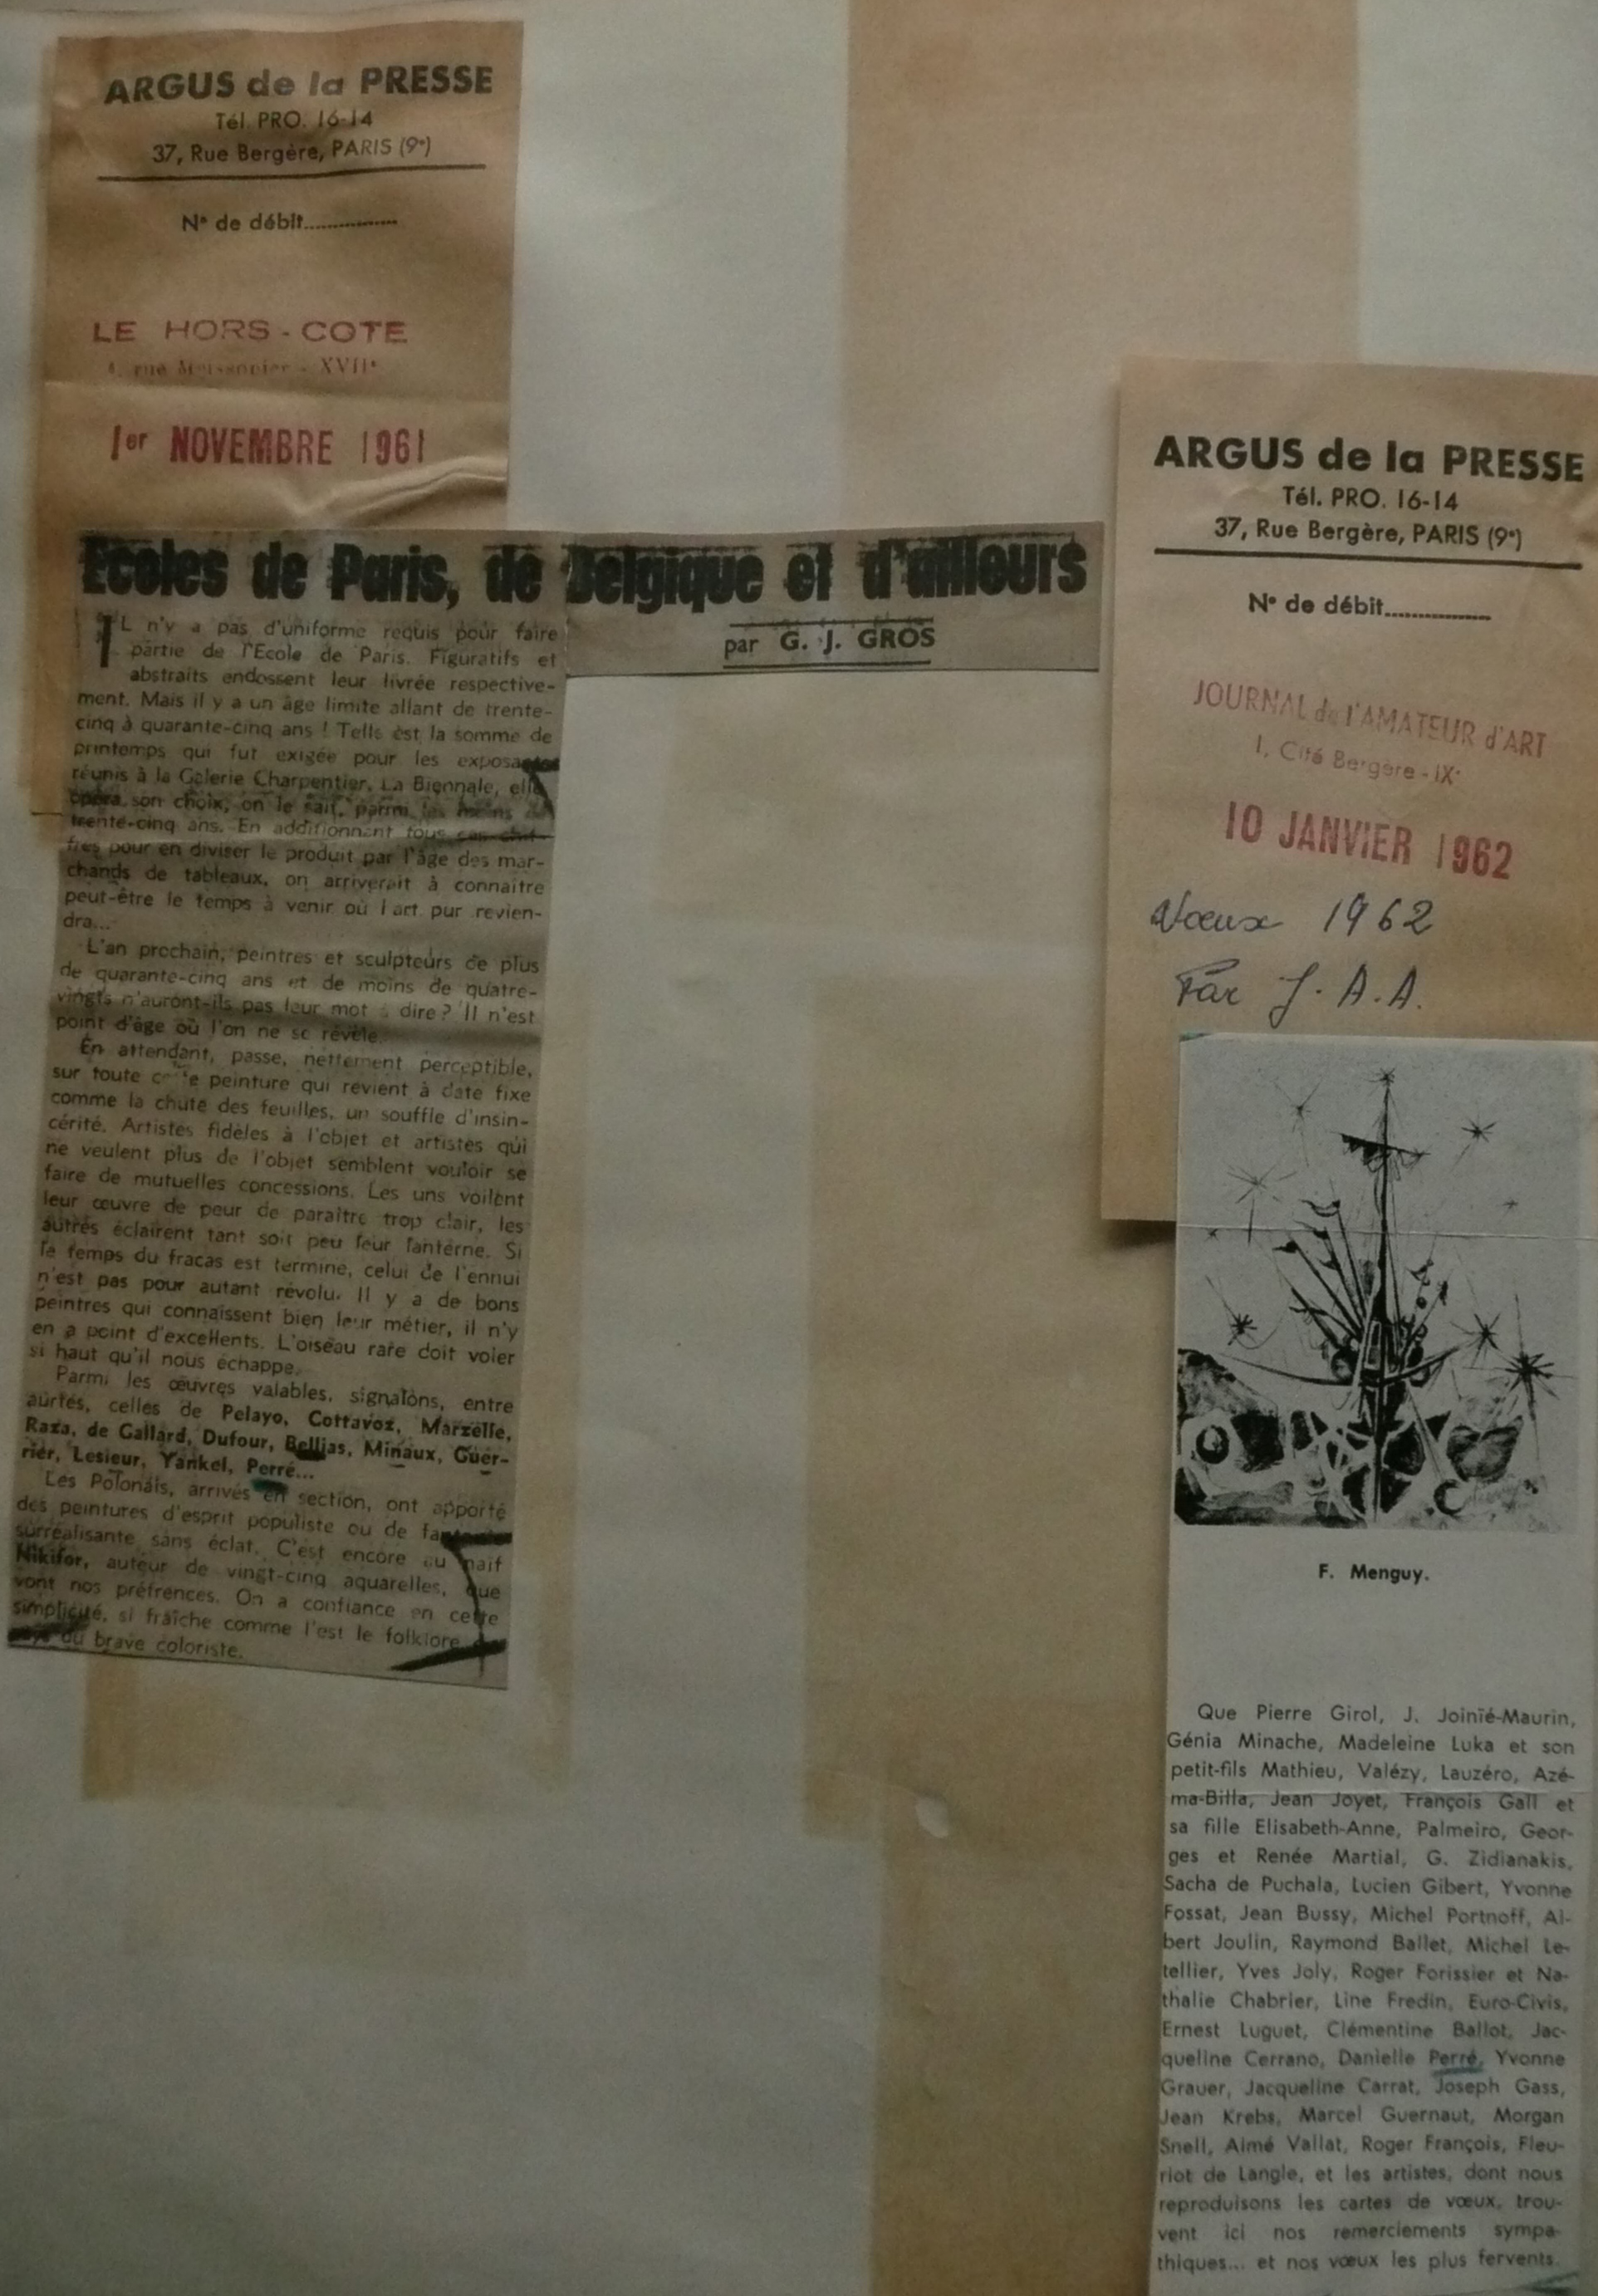 ARGUS de la PRESSE
Tél. PRO. 16-14
37, Rue Bergère, PARIS (9e)
N° de débit...............
LE HORS - COTE
rue Meissonnier - XVIIe
1er NOVEMBRE 1961
Ecoles de Paris, de Belgique et d'ailleurs
par G. J. GROS
IL n'y a pas d'uniforme requis pour faire
partie de l'Ecole de Paris. Figuratifs et
abstraits endossent leur livrée respective-
ment. Mais il y a un âge limite allant de trente-
cinq à quarante-cinq ans ! Telle est la somme de
printemps qui fut exigée pour les exposants
réunis à la Galerie Charpentier. La Biennale, elle
opéra son choix, on le sait, parmi les moins de
trente-cinq ans. En additionnant tous ces chif-
fres pour en diviser le produit par l'âge des mar-
chands de tableaux, on arriverait à connaître
peut-être le temps à venir où l'art pur revien-
dra...
L'an prochain, peintres et sculpteurs de plus
de quarante-cinq ans et de moins de quatre-
vingts n'auront-ils pas leur mot à dire ? Il n'est
point d'âge où l'on ne se révèle.
En attendant, passe, nettement perceptible,
sur toute cette peinture qui revient à date fixe
comme la chute des feuilles, un souffle d'insin-
cérité. Artistes fidèles à l'objet et artistes qui
ne veulent plus de l'objet semblent vouloir se
faire de mutuelles concessions. Les uns voilent
leur œuvre de peur de paraître trop clair, les
autres éclairent tant soit peu leur lanterne. Si
le temps du fracas est termine, celui de l'ennui
n'est pas pour autant révolu. Il y a de bons
peintres qui connaissent bien leur métier, il n'y
en a point d'excellents. L'oiseau rare doit voler
si haut qu'il nous échappe.
Parmi les œuvres valables, signalons, entre
aurtes, celles de Pelayo, Cottavoz, Marzelle,
Raza, de Gallard, Dufour, Bellias, Minaux, Guer-
rier, Lesieur, Yankel, Perré...
Les Polonais, arrivés en section, ont apporté
des peintures d'esprit populiste ou de fantaisie
surréalisante sans éclat. C'est encore au naïf
Nikifor, auteur de vingt-cinq aquarelles, que
vont nos préfrences. On a confiance en cette
simplicité, si fraîche comme l'est le folklore
du brave coloriste.
ARGUS de la PRESSE
Tél. PRO. 16-14
37, Rue Bergère, PARIS (9e)
N° de débit...............
JOURNAL de l'AMATEUR d'ART
1, Cité Bergère - IXe
10 JANVIER 1962
Vœux 1962
Par J. A. A.
F. Menguy.
Que Pierre Girol, J. Joinïé-Maurin,
Génia Minache, Madeleine Luka et son
petit-fils Mathieu, Valézy, Lauzéro, Azé-
ma-Billa, Jean Joyet, François Gall et
sa fille Elisabeth-Anne, Palmeiro, Geor-
ges et Renée Martial, G. Zidianakis,
Sacha de Puchala, Lucien Gibert, Yvonne
Fossat, Jean Bussy, Michel Portnoff, Al-
bert Joulin, Raymond Ballet, Michel Le-
tellier, Yves Joly, Roger Forissier et Na-
thalie Chabrier, Line Fredin, Euro-Civis,
Ernest Luguet, Clémentine Ballot, Jac-
queline Cerrano, Danielle Perré, Yvonne
Grauer, Jacqueline Carrat, Joseph Gass,
Jean Krebs, Marcel Guernaut, Morgan
Snell, Aimé Vallat, Roger François, Fleu-
riot de Langle, et les artistes, dont nous
reproduisons les cartes de vœux, trou-
vent ici nos remerciements sympa-
thiques... et nos vœux les plus fervents.